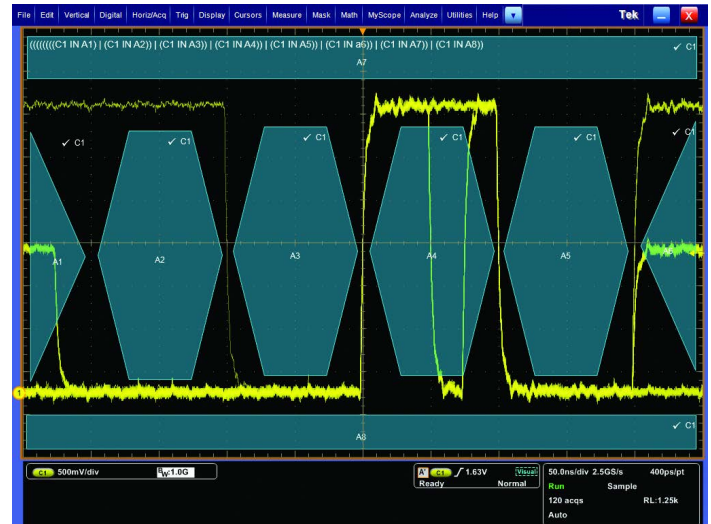 File Edit Vertical Digital Horiz/Acq Trig Display Cursors Measure Mask Math MyScope Analyze Utilities Help Tek X
((((((((C1 IN A1) | (C1 IN A2)) | (C1 IN A3)) | (C1 IN A4)) | (C1 IN A5)) | (C1 IN a6)) | (C1 IN A7)) | (C1 IN A8))
✓ C1
A7
✓ C1 ✓ C1 ✓ C1 ✓ C1 ✓ C1 ✓ C1
A1 A2 A3 A4 A5
1
✓ C1
A8
C1 500mV/div BW:1.0G
A' C1 1.63V Visual
Ready Normal
50.0ns/div 2.5GS/s 400ps/pt
Run Sample
120 acqs RL:1.25k
Auto